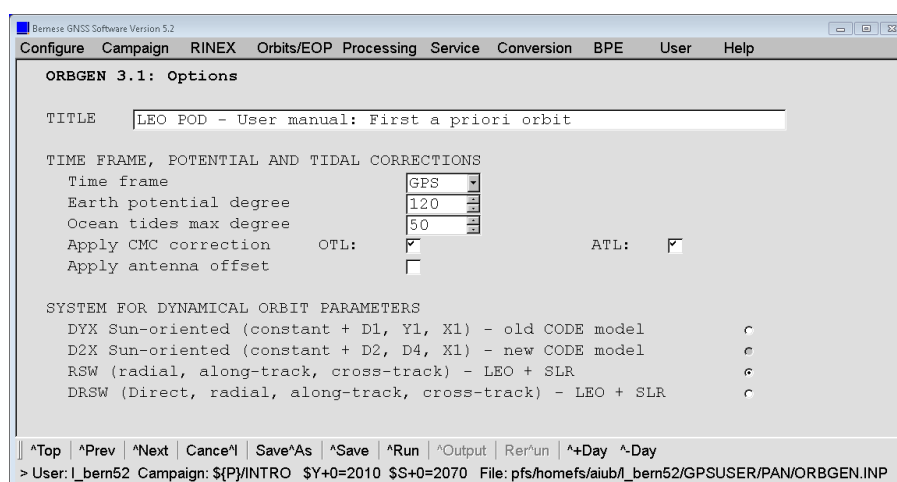 Bernese GNSS Software Version 5.2
Configure Campaign RINEX Orbits/EOP Processing Service Conversion BPE User Help
ORBGEN 3.1: Options
TITLE LEO POD - User manual: First a priori orbit
TIME FRAME, POTENTIAL AND TIDAL CORRECTIONS
Time frame GPS
Earth potential degree 120
Ocean tides max degree 50
Apply CMC correction OTL: ATL:
Apply antenna offset
SYSTEM FOR DYNAMICAL ORBIT PARAMETERS
DYX Sun-oriented (constant + D1, Y1, X1) - old CODE model
D2X Sun-oriented (constant + D2, D4, X1) - new CODE model
RSW (radial, along-track, cross-track) - LEO + SLR
DRSW (Direct, radial, along-track, cross-track) - LEO + SLR
^Top ^Prev ^Next Cance^l Save^As ^Save ^Run ^Output Rer^un ^+Day ^-Day
> User: l_bern52 Campaign: ${P}/INTRO $Y+0=2010 $S+0=2070 File: pfs/homefs/aiub/l_bern52/GPSUSER/PAN/ORBGEN.INP